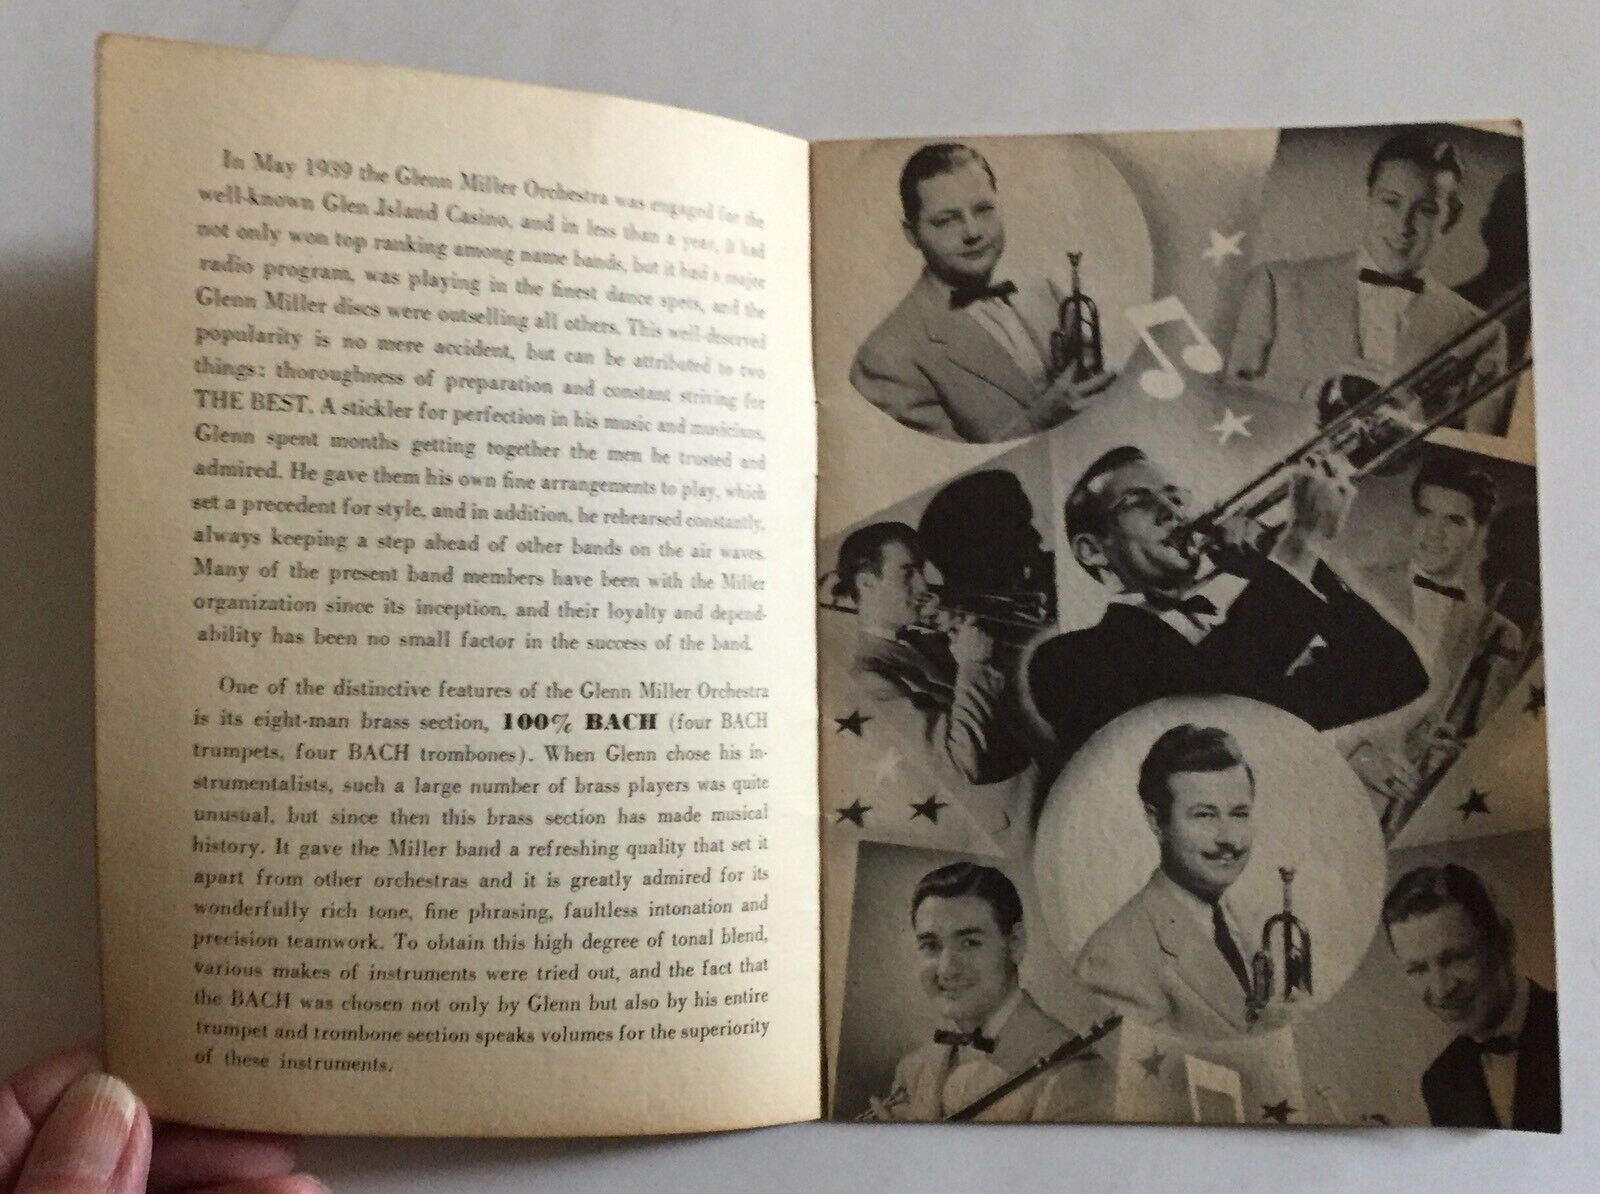 In May 1939 the Glenn Miller Orchestra was engaged for the
well-known Glen Island Casino, and in less than a year, it had
not only won top ranking among name bands, but it had a major
radio program, was playing in the finest dance spots, and the
Glenn Miller discs were outselling all others. This well-deserved
popularity is no mere accident, but can be attributed to two
things: thoroughness of preparation and constant striving for
THE BEST. A stickler for perfection in his music and musicians,
Glenn spent months getting together the men he trusted and
admired. He gave them his own fine arrangements to play, which
set a precedent for style, and in addition, he rehearsed constantly,
always keeping a step ahead of other bands on the air waves.
Many of the present band members have been with the Miller
organization since its inception, and their loyalty and depend-
ability has been no small factor in the success of the band.
One of the distinctive features of the Glenn Miller Orchestra
is its eight-man brass section, 100% BACH (four BACH
trumpets, four BACH trombones). When Glenn chose his in-
strumentalists, such a large number of brass players was quite
unusual, but since then this brass section has made musical
history. It gave the Miller band a refreshing quality that set it
apart from other orchestras and it is greatly admired for its
wonderfully rich tone, fine phrasing, faultless intonation and
precision teamwork. To obtain this high degree of tonal blend,
various makes of instruments were tried out, and the fact that
the BACH was chosen not only by Glenn but also by his entire
trumpet and trombone section speaks volumes for the superiority
of these instruments.